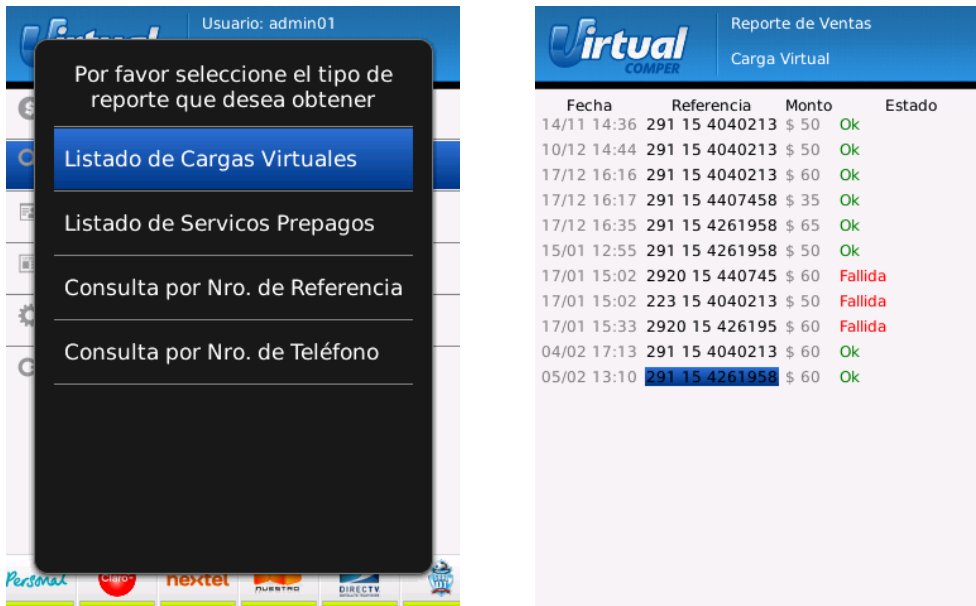 Usuario: admin01
Por favor seleccione el tipo de
reporte que desea obtener
Listado de Cargas Virtuales
Listado de Servicos Prepagos
Consulta por Nro. de Referencia
Consulta por Nro. de Teléfono
Personal
Claro
nextel
NUESTRO
DIRECTV
Virtual
COMPER
Reporte de Ventas
Carga Virtual
Fecha Referencia Monto Estado
14/11 14:36 291 15 4040213 $ 50 Ok
10/12 14:44 291 15 4040213 $ 50 Ok
17/12 16:16 291 15 4040213 $ 60 Ok
17/12 16:17 291 15 4407458 $ 35 Ok
17/12 16:35 291 15 4261958 $ 65 Ok
15/01 12:55 291 15 4261958 $ 50 Ok
17/01 15:02 2920 15 440745 $ 60 Fallida
17/01 15:02 223 15 4040213 $ 50 Fallida
17/01 15:33 2920 15 426195 $ 60 Fallida
04/02 17:13 291 15 4040213 $ 60 Ok
05/02 13:10 291 15 4261958 $ 60 Ok